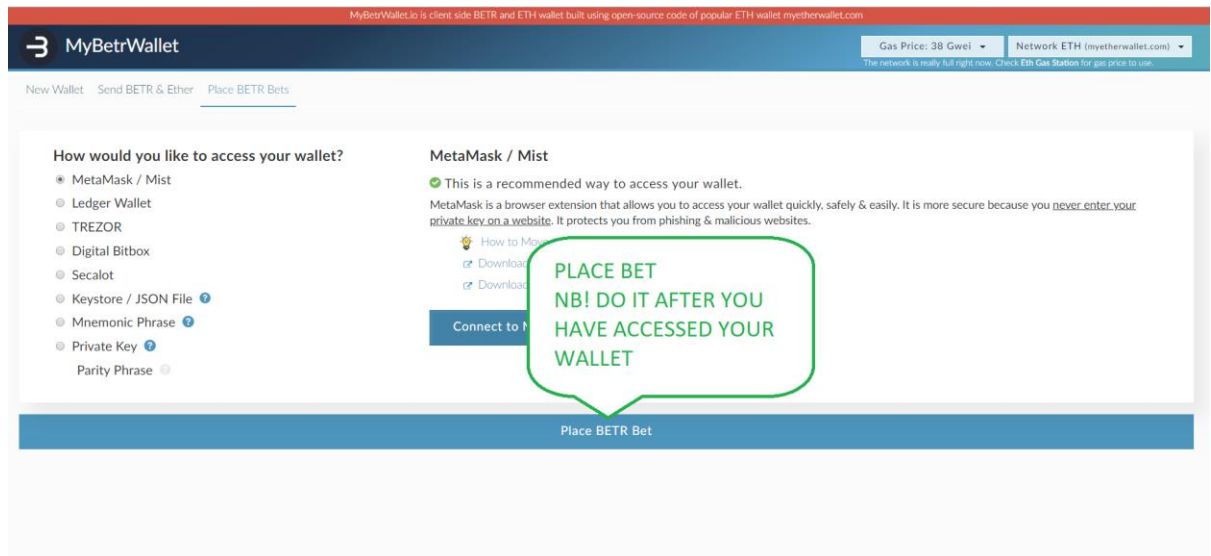 MyBetrWallet.io is client side BETR and ETH wallet built using open-source code of popular ETH wallet myetherwallet.com
MyBetrWallet
Gas Price: 38 Gwei
Network ETH (myetherwallet.com)
The network is really full right now. Check Eth Gas Station for gas price to use.
New Wallet Send BETR & Ether Place BETR Bets
How would you like to access your wallet?
MetaMask / Mist
Ledger Wallet
TREZOR
Digital Bitbox
Secalot
Keystore / JSON File
Mnemonic Phrase
Private Key
Parity Phrase
MetaMask / Mist
This is a recommended way to access your wallet.
MetaMask is a browser extension that allows you to access your wallet quickly, safely & easily. It is more secure because you never enter your
private key on a website. It protects you from phishing & malicious websites.
How to
Connect to
PLACE BET
NB! DO IT AFTER YOU
HAVE ACCESSED YOUR
WALLET
Place BETR Bet